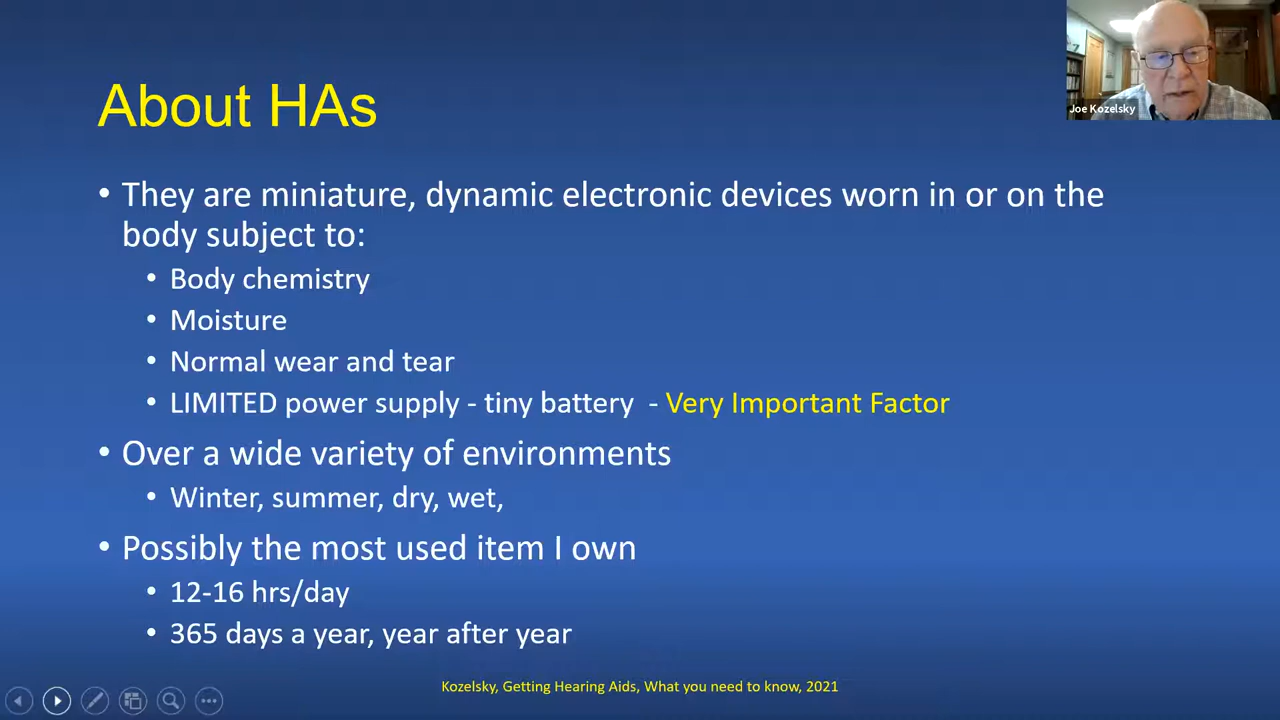 About HAs
Joe Kozelsky
• They are miniature, dynamic electronic devices worn in or on the
body subject to:
• Body chemistry
• Moisture
• Normal wear and tear
• LIMITED power supply - tiny battery  - Very Important Factor
• Over a wide variety of environments
• Winter, summer, dry, wet,
• Possibly the most used item I own
• 12-16 hrs/day
• 365 days a year, year after year
Kozelsky, Getting Hearing Aids, What you need to know, 2021